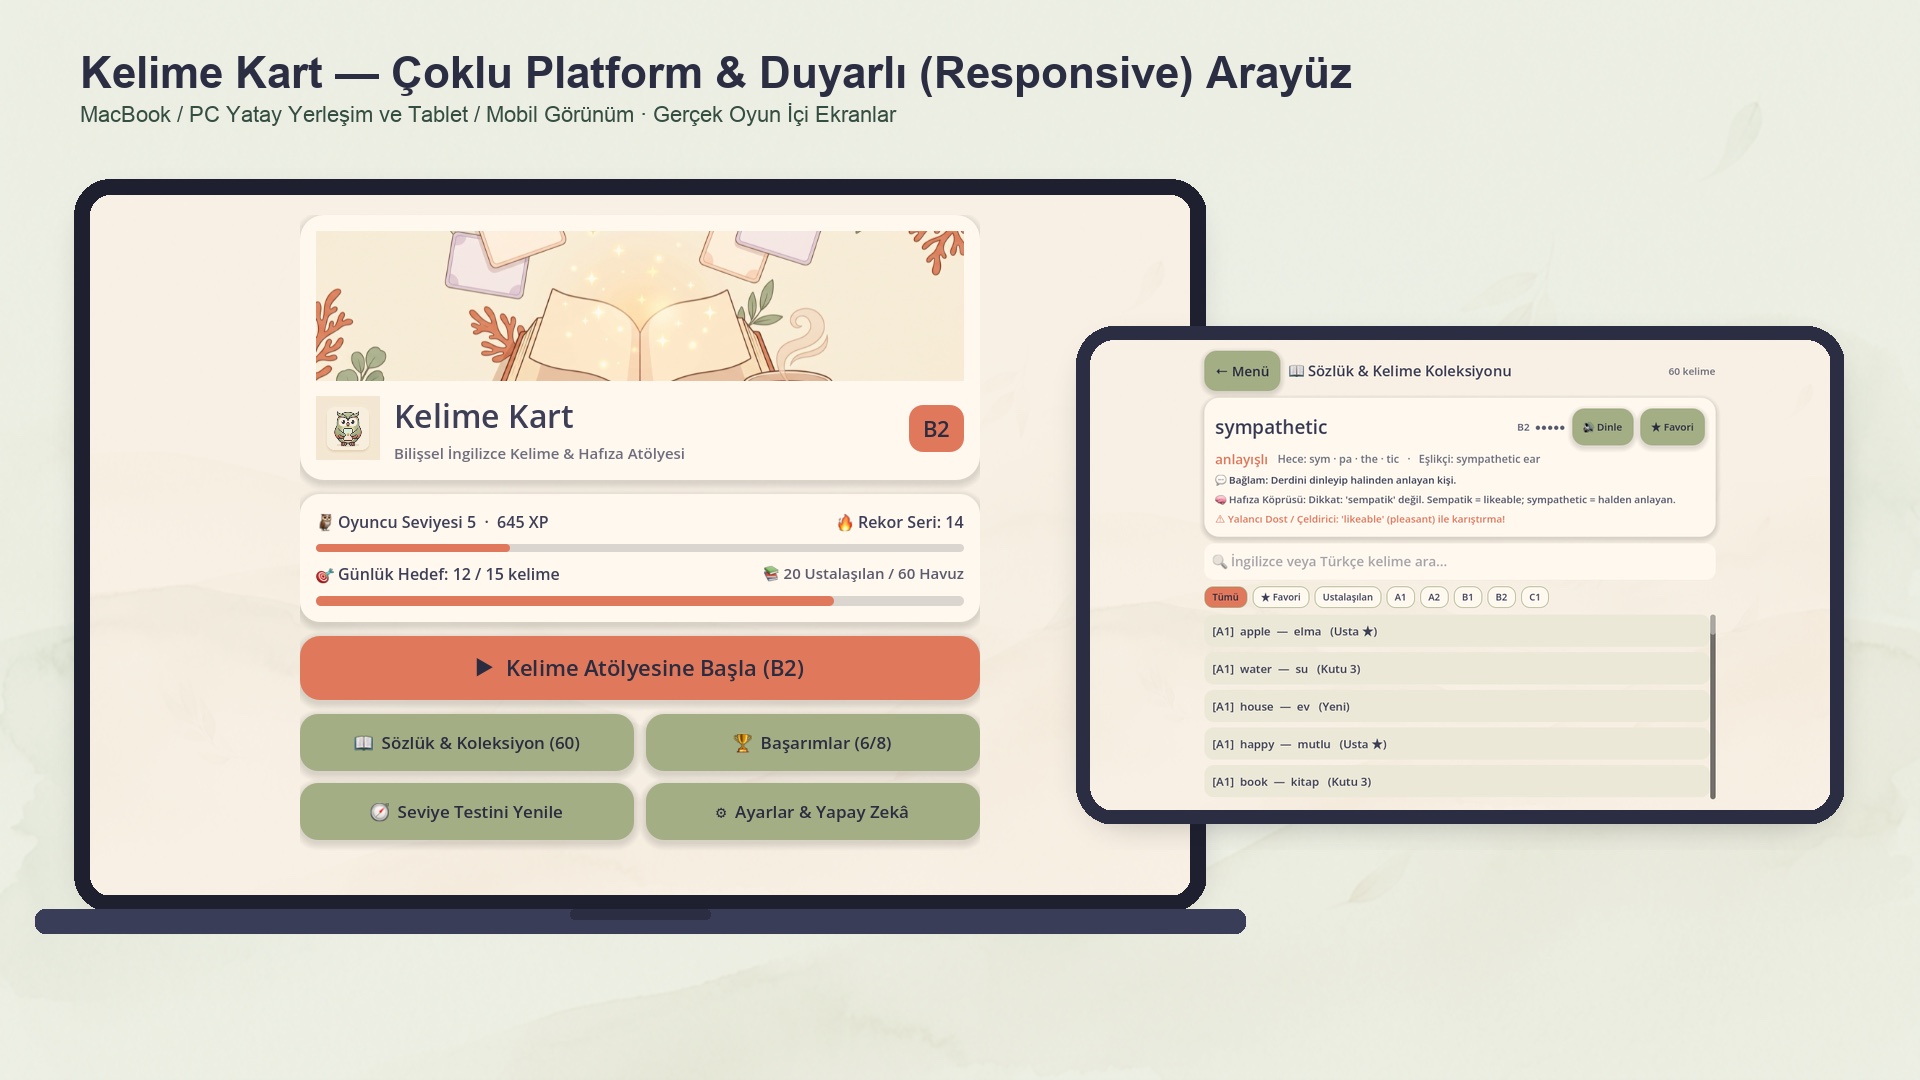 Kelime Kart — Çoklu Platform & Duyarlı (Responsive) Arayüz
MacBook / PC Yatay Yerleşim ve Tablet / Mobil Görünüm · Gerçek Oyun İçi Ekranlar
Kelime Kart
Bilişsel İngilizce Kelime & Hafıza Atölyesi
B2
Oyuncu Seviyesi 5 · 645 XP
Rekor Seri: 14
Günlük Hedef: 12 / 15 kelime
20 Ustalaşılan / 60 Havuz
▶ Kelime Atölyesine Başla (B2)
Sözlük & Koleksiyon (60)
Başarımlar (6/8)
Seviye Testini Yenile
Ayarlar & Yapay Zekâ
← Menü
Sözlük & Kelime Koleksiyonu
60 kelime
sympathetic
B2 ●●●●●
Dinle
★ Favori
anlayışlı Hece: sym · pa · the · tic · Eşlikçi: sympathetic ear
Bağlam: Derdini dinleyip halinden anlayan kişi.
Hafıza Köprüsü: Dikkat: 'sempatik' değil. Sempatik = likeable; sympathetic = halden anlayan.
⚠ Yalancı Dost / Çeldirici: 'likeable' (pleasant) ile karıştırma!
İngilizce veya Türkçe kelime ara...
Tümü ★ Favori Ustalaşılan A1 A2 B1 B2 C1
[A1] apple — elma (Usta ★)
[A1] water — su (Kutu 3)
[A1] house — ev (Yeni)
[A1] happy — mutlu (Usta ★)
[A1] book — kitap (Kutu 3)